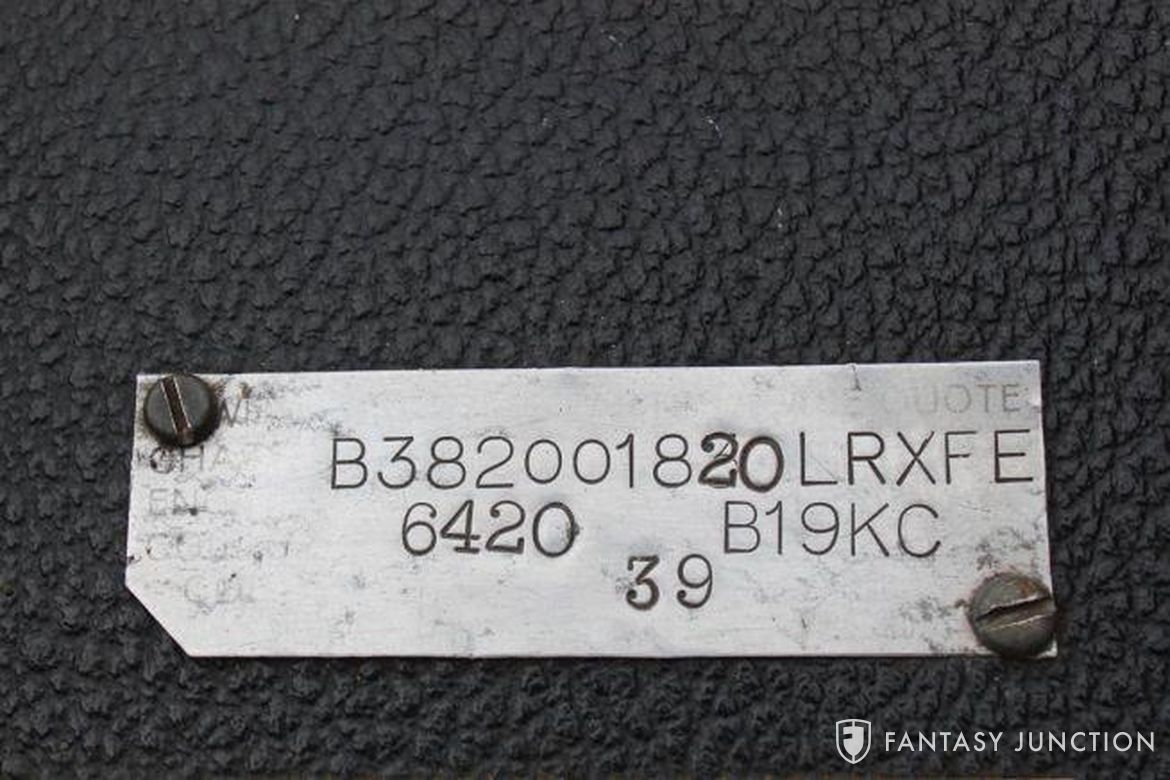 QUOTE
B382001820LRXFE
6420 B19KC
39
FANTASY JUNCTION